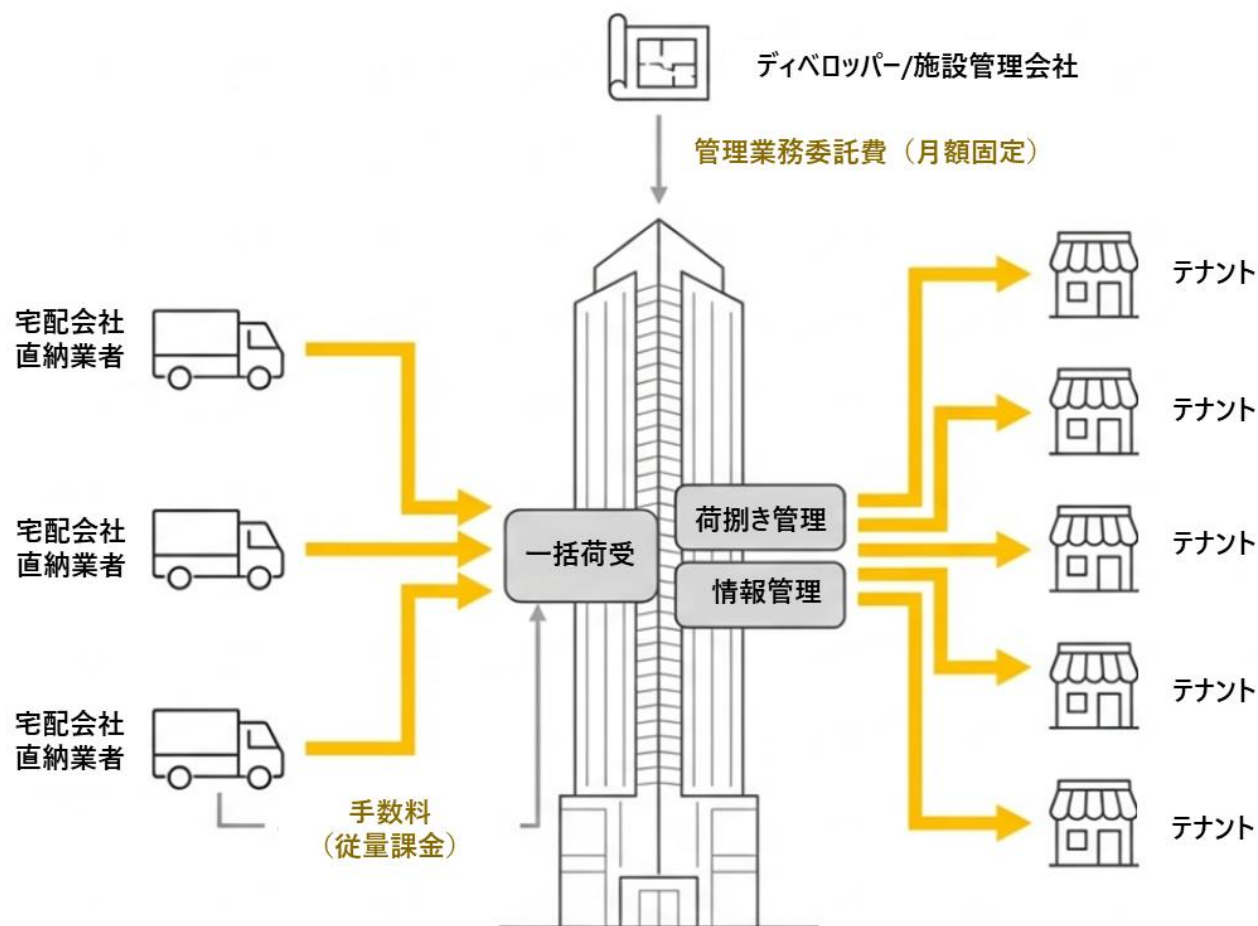 ディベロッパー/施設管理会社
管理業務委託費（月額固定）
宅配会社
直納業者
宅配会社
直納業者
宅配会社
直納業者
一括荷受
荷捌き管理
情報管理
手数料
（従量課金）
テナント
テナント
テナント
テナント
テナント